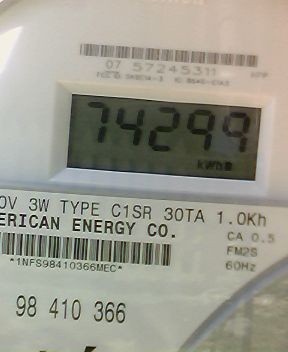 07 57245311
74299
kWh
0V 3W TYPE C1SR 30TA 1.0Kh
ERICAN ENERGY CO.
CA 0.5
*1NFS98410366MEC*
FM2S
60Hz
98 410 366